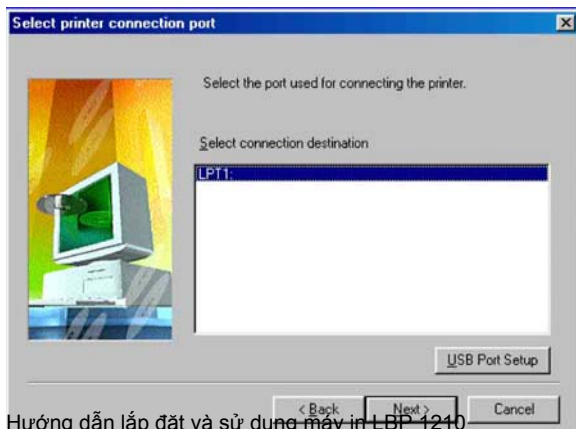 Select printer connection port
Select the port used for connecting the printer.
Select connection destination
LPT1:
USB Port Setup
< Back Next > Cancel
Hướng dẫn lắp đặt và sử dụng máy in LBP 1210